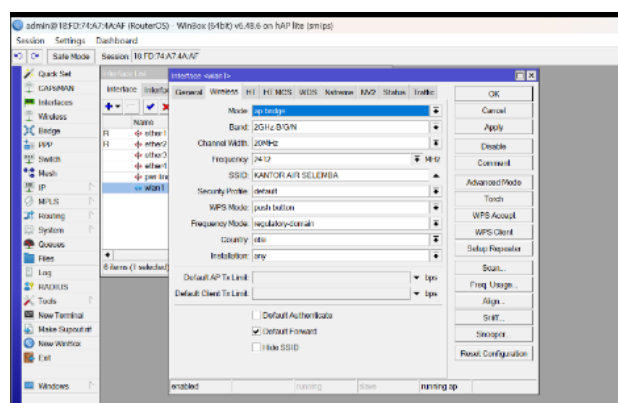 admin@18:FD:74:A7:4A:AF (RouterOS) - WinBox (64bit) v6.48.6 on hAP lite (smips)
Session Settings Dashboard
Safe Mode Session: 18:FD:74:A7:4A:AF
Quick Set
CAPsMAN
Interfaces
Wireless
Bridge
PPP
Switch
Mesh
IP
MPLS
Routing
System
Queues
Files
Log
RADIUS
Tools
New Terminal
Make Supout.rif
New WinBox
Exit
Windows
Interface List
Interface
Name
R ether1
R ether2
ether3
ether4
wlan1
6 items (1 selected)
Interface <wlan1>
General Wireless HT HT MCS WDS Nstreme NV2 Status Traffic
Mode: ap bridge
Band: 2GHz-B/G/N
Channel Width: 20MHz
Frequency: 2412 MHz
SSID: KANTOR AIR SELEMBA
Security Profile: default
WPS Mode: push button
Frequency Mode: regulatory-domain
Country: etsi
Installation: any
Default AP Tx Limit: bps
Default Client Tx Limit: bps
Default Authenticate
Default Forward
Hide SSID
OK
Cancel
Apply
Disable
Comment
Advanced Mode
Torch
WPS Accept
WPS Client
Setup Repeater
Scan...
Freq. Usage...
Align...
Sniff...
Snooper...
Reset Configuration
enabled running slave running ap